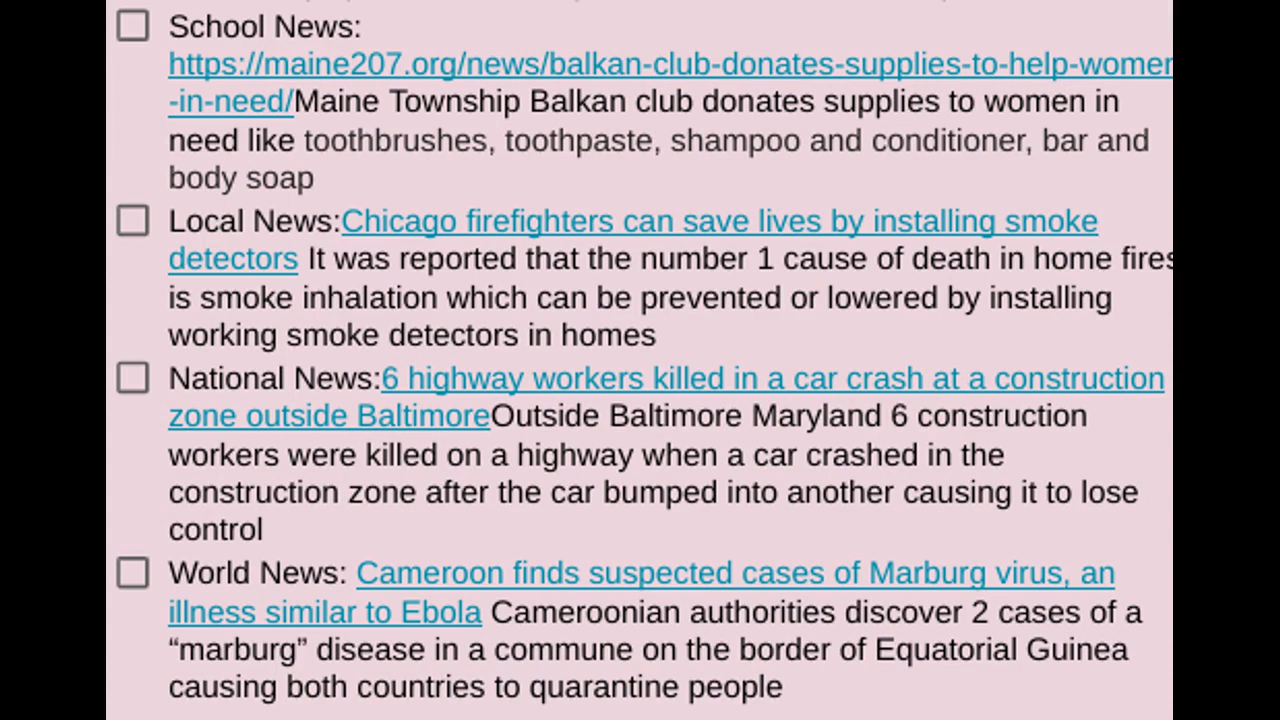 School News:
https://maine207.org/news/balkan-club-donates-supplies-to-help-women
-in-need/Maine Township Balkan club donates supplies to women in
need like toothbrushes, toothpaste, shampoo and conditioner, bar and
body soap
Local News:Chicago firefighters can save lives by installing smoke
detectors It was reported that the number 1 cause of death in home fires
is smoke inhalation which can be prevented or lowered by installing
working smoke detectors in homes
National News:6 highway workers killed in a car crash at a construction
zone outside BaltimoreOutside Baltimore Maryland 6 construction
workers were killed on a highway when a car crashed in the
construction zone after the car bumped into another causing it to lose
control
World News: Cameroon finds suspected cases of Marburg virus, an
illness similar to Ebola Cameroonian authorities discover 2 cases of a
“marburg” disease in a commune on the border of Equatorial Guinea
causing both countries to quarantine people